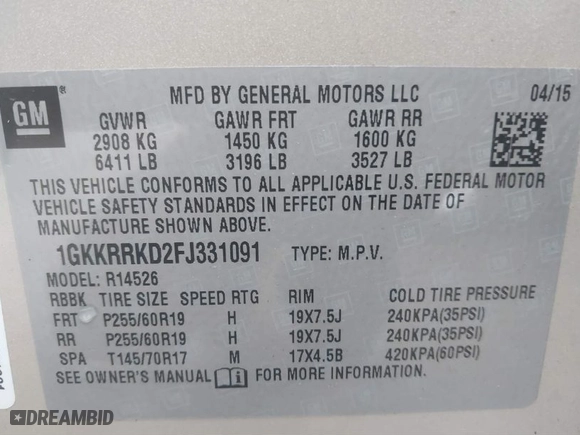 GM
®
MFD BY GENERAL MOTORS LLC 04/15
GVWR GAWR FRT GAWR RR
2908 KG 1450 KG 1600 KG
6411 LB 3196 LB 3527 LB
THIS VEHICLE CONFORMS TO ALL APPLICABLE U.S. FEDERAL MOTOR
VEHICLE SAFETY STANDARDS IN EFFECT ON THE DATE OF
MANUFACTURE SHOWN ABOVE.
1GKKRRKD2FJ331091 TYPE: M.P.V.
MODEL: R14526
RBBK TIRE SIZE SPEED RTG RIM COLD TIRE PRESSURE
FRT P255/60R19 H 19X7.5J 240KPA(35PSI)
RR P255/60R19 H 19X7.5J 240KPA(35PSI)
SPA T145/70R17 M 17X4.5B 420KPA(60PSI)
SEE OWNER'S MANUAL i FOR MORE INFORMATION.
DREAMBID